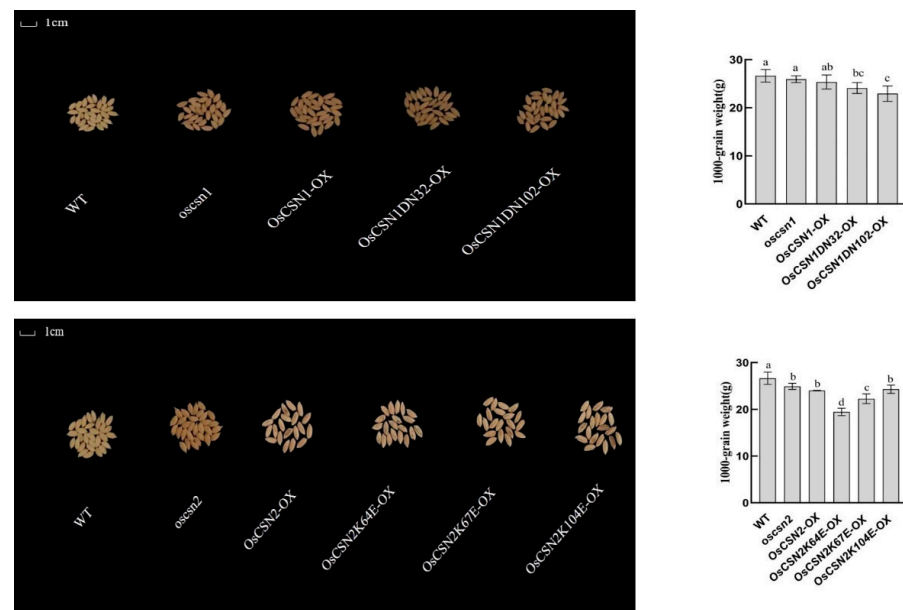 1cm
WT
oscsn1
OsCSN1-OX
OsCSN1DN32-OX
OsCSN1DN102-OX
1000-grain weight(g)
30
20
10
0
a
a
ab
bc
c
WT
oscsn1
OsCSN1-OX
OsCSN1DN32-OX
OsCSN1DN102-OX
1cm
WT
oscsn2
OsCSN2-OX
OsCSN2K64E-OX
OsCSN2K67E-OX
OsCSN2K104E-OX
1000-grain weight(g)
30
20
10
0
a
b
b
d
c
b
WT
oscsn2
OsCSN2-OX
OsCSN2K64E-OX
OsCSN2K67E-OX
OsCSN2K104E-OX